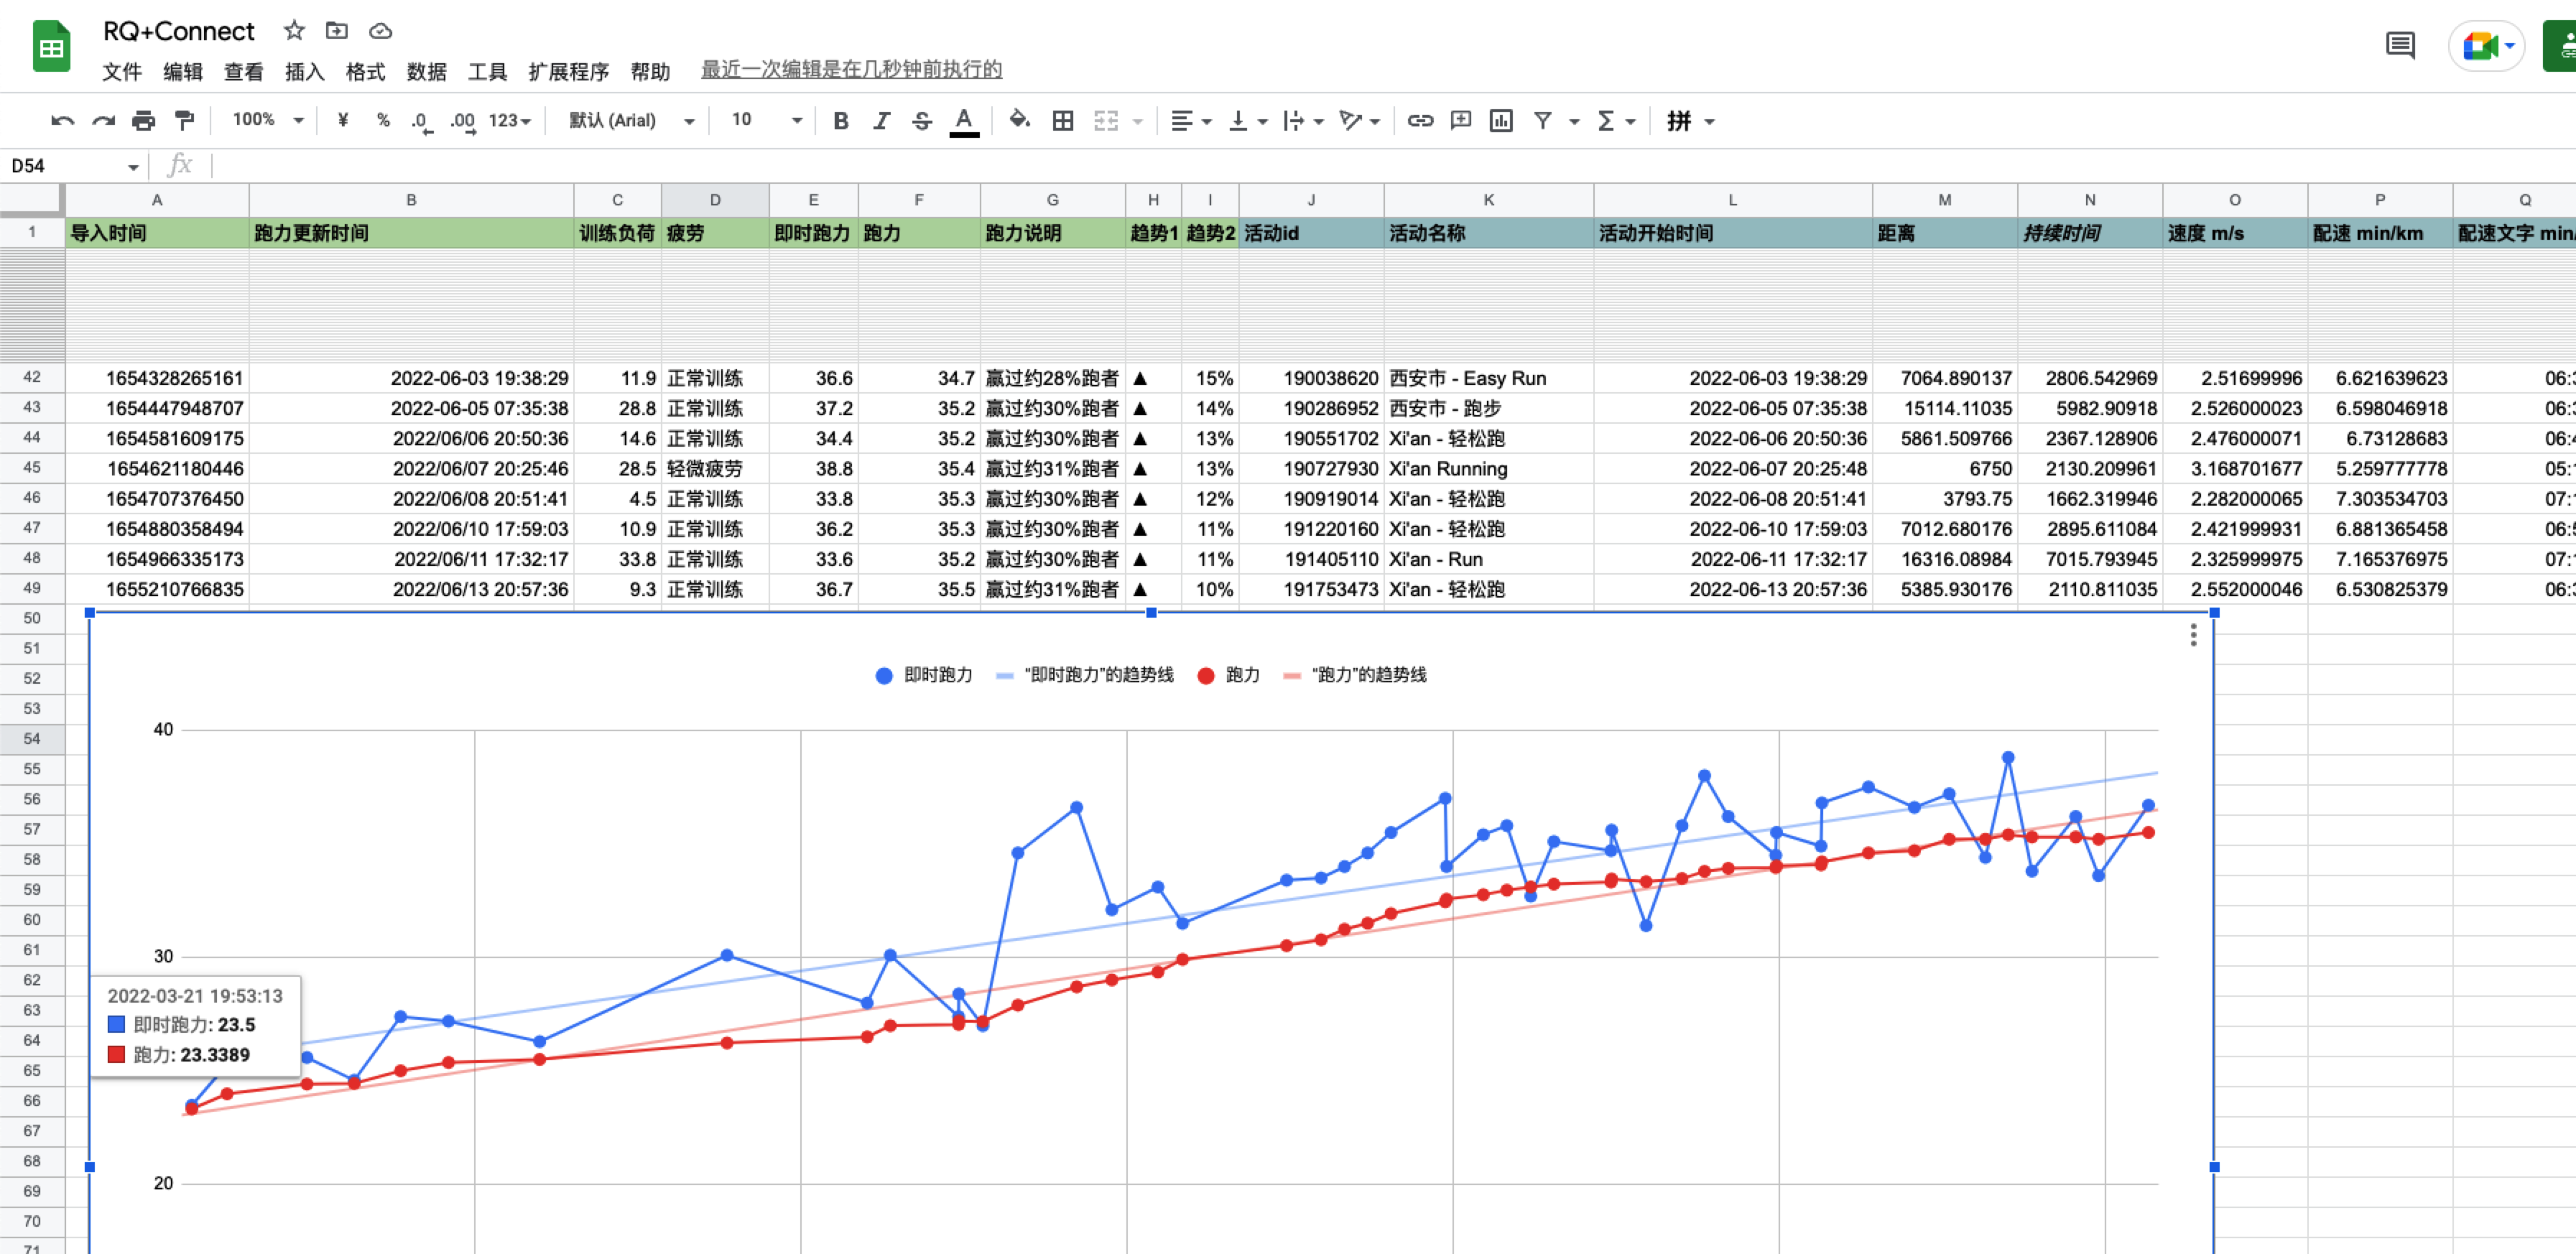 RQ+Connect
文件 编辑 查看 插入 格式 数据 工具 扩展程序 帮助 最近一次编辑是在几秒钟前执行的
100% ¥ % .0 .00 123 默认 (Arial) 10 B I S A Σ 拼
D54 fx
A B C D E F G H I J K L M N O P Q
1 导入时间 跑力更新时间 训练负荷 疲劳 即时跑力 跑力 跑力说明 趋势1 趋势2 活动id 活动名称 活动开始时间 距离 持续时间 速度 m/s 配速 min/km 配速文字 min
42 1654328265161 2022-06-03 19:38:29 11.9 正常训练 36.6 34.7 赢过约28%跑者 ▲ 15% 190038620 西安市 - Easy Run 2022-06-03 19:38:29 7064.890137 2806.542969 2.51699996 6.621639623 06:
43 1654447948707 2022-06-05 07:35:38 28.8 正常训练 37.2 35.2 赢过约30%跑者 ▲ 14% 190286952 西安市 - 跑步 2022-06-05 07:35:38 15114.11035 5982.90918 2.526000023 6.598046918 06:
44 1654581609175 2022/06/06 20:50:36 14.6 正常训练 34.4 35.2 赢过约30%跑者 ▲ 13% 190551702 Xi'an - 轻松跑 2022-06-06 20:50:36 5861.509766 2367.128906 2.476000071 6.73128683 06:
45 1654621180446 2022/06/07 20:25:46 28.5 轻微疲劳 38.8 35.4 赢过约31%跑者 ▲ 13% 190727930 Xi'an Running 2022-06-07 20:25:48 6750 2130.209961 3.168701677 5.259777778 05:
46 1654707376450 2022/06/08 20:51:41 4.5 正常训练 33.8 35.3 赢过约30%跑者 ▲ 12% 190919014 Xi'an - 轻松跑 2022-06-08 20:51:41 3793.75 1662.319946 2.282000065 7.303534703 07:
47 1654880358494 2022/06/10 17:59:03 10.9 正常训练 36.2 35.3 赢过约30%跑者 ▲ 11% 191220160 Xi'an - 轻松跑 2022-06-10 17:59:03 7012.680176 2895.611084 2.421999931 6.881365458 06:
48 1654966335173 2022/06/11 17:32:17 33.8 正常训练 33.6 35.2 赢过约30%跑者 ▲ 11% 191405110 Xi'an - Run 2022-06-11 17:32:17 16316.08984 7015.793945 2.325999975 7.165376975 07:
49 1655210766835 2022/06/13 20:57:36 9.3 正常训练 36.7 35.5 赢过约31%跑者 ▲ 10% 191753473 Xi'an - 轻松跑 2022-06-13 20:57:36 5385.930176 2110.811035 2.552000046 6.530825379 06:
50
51
52 即时跑力 “即时跑力”的趋势线 跑力 “跑力”的趋势线
53
54 40
55
56
57
58
59
60
61 30
62 2022-03-21 19:53:13
63 即时跑力: 23.5
64 跑力: 23.3389
65
66
67
68
69 20
70
71